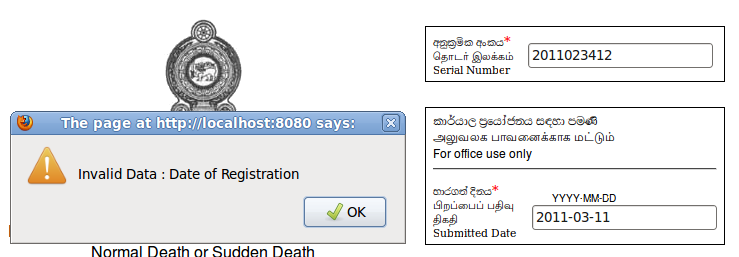 අනුක්‍රමික අංකය*
தொடர் இலக்கம்
Serial Number
2011023412
The page at http://localhost:8080 says:
Invalid Data : Date of Registration
OK
Normal Death or Sudden Death
කාර්යාල ප්‍රයෝජනය සඳහා පමණි
அலுவலக பாவனைக்காக மட்டும்
For office use only
භාරගත් දිනය*
பிறப்பைப் பதிவு
திகதி
Submitted Date
YYYY-MM-DD
2011-03-11